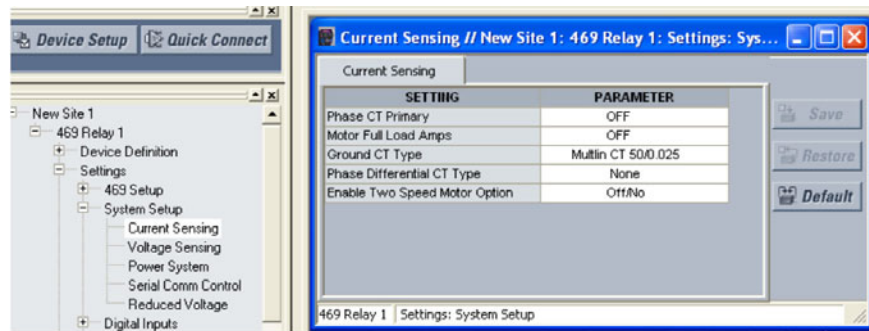 Device Setup
Quick Connect
New Site 1
469 Relay 1
Device Definition
Settings
469 Setup
System Setup
Current Sensing
Voltage Sensing
Power System
Serial Comm Control
Reduced Voltage
Digital Inputs
Current Sensing // New Site 1: 469 Relay 1: Settings: Sys...
Current Sensing
SETTING PARAMETER
Phase CT Primary OFF
Motor Full Load Amps OFF
Ground CT Type Multilin CT 50/0.025
Phase Differential CT Type None
Enable Two Speed Motor Option Off/No
Save
Restore
Default
469 Relay 1 Settings: System Setup